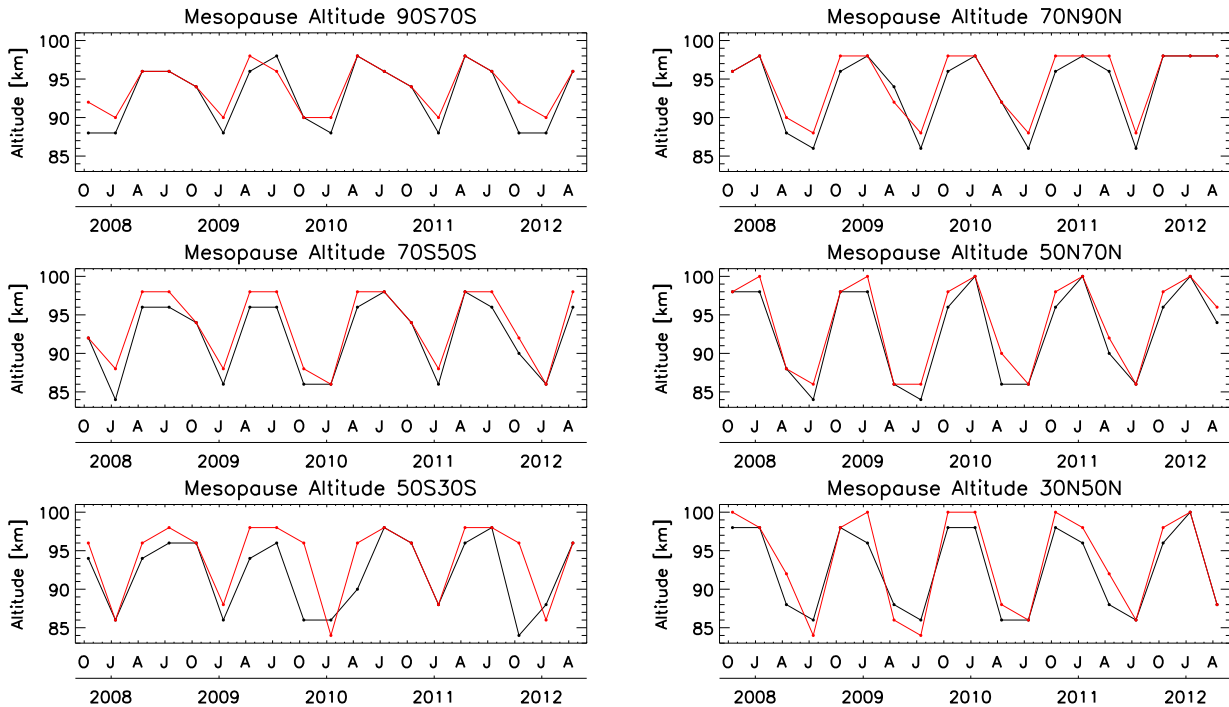 Mesopause Altitude 90S70S
Altitude [km]
100
95
90
85
O J A J O J A J O J A J O J A J O J A
2008 2009 2010 2011 2012
Mesopause Altitude 70N90N
Altitude [km]
100
95
90
85
O J A J O J A J O J A J O J A J O J A
2008 2009 2010 2011 2012
Mesopause Altitude 70S50S
Altitude [km]
100
95
90
85
O J A J O J A J O J A J O J A J O J A
2008 2009 2010 2011 2012
Mesopause Altitude 50N70N
Altitude [km]
100
95
90
85
O J A J O J A J O J A J O J A J O J A
2008 2009 2010 2011 2012
Mesopause Altitude 50S30S
Altitude [km]
100
95
90
85
O J A J O J A J O J A J O J A J O J A
2008 2009 2010 2011 2012
Mesopause Altitude 30N50N
Altitude [km]
100
95
90
85
O J A J O J A J O J A J O J A J O J A
2008 2009 2010 2011 2012